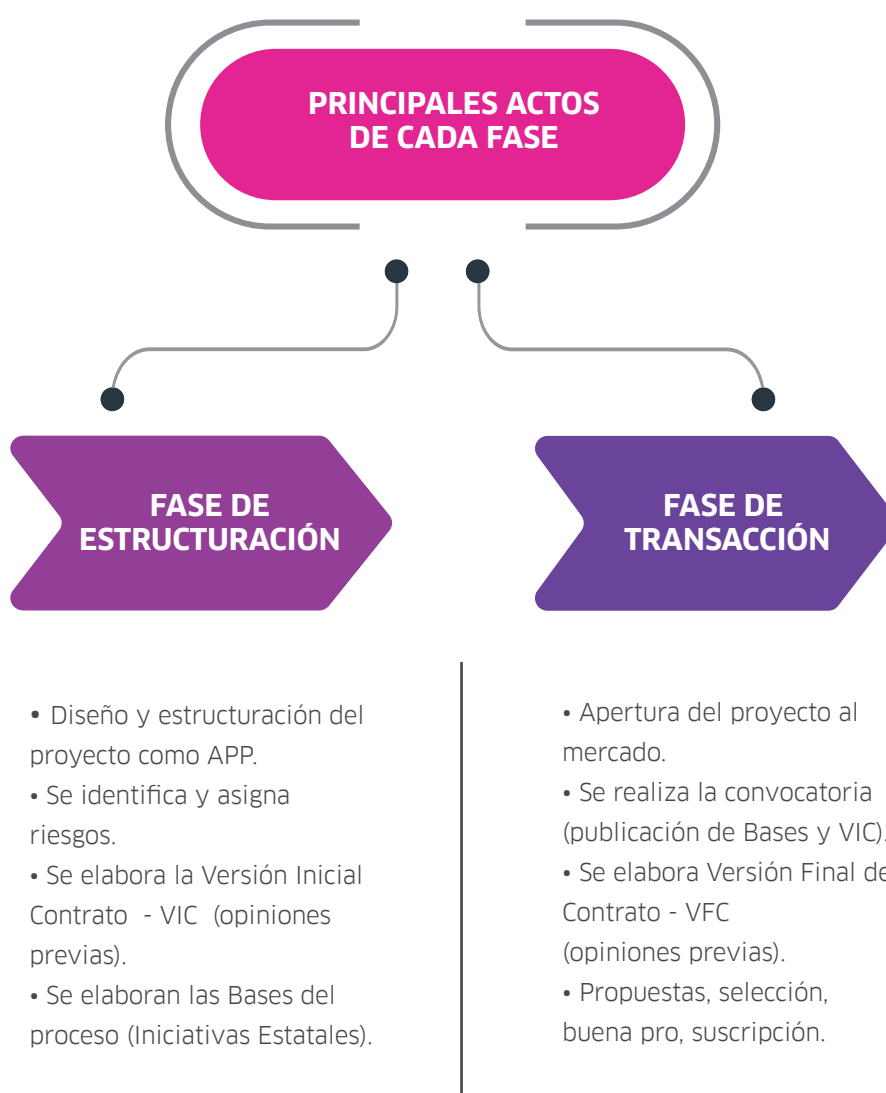 PRINCIPALES ACTOS
DE CADA FASE
FASE DE
ESTRUCTURACIÓN
• Diseño y estructuración del
proyecto como APP.
• Se identifica y asigna
riesgos.
• Se elabora la Versión Inicial
Contrato - VIC (opiniones
previas).
• Se elaboran las Bases del
proceso (Iniciativas Estatales).
FASE DE
TRANSACCIÓN
• Apertura del proyecto al
mercado.
• Se realiza la convocatoria
(publicación de Bases y VIC).
• Se elabora Versión Final de
Contrato - VFC
(opiniones previas).
• Propuestas, selección,
buena pro, suscripción.